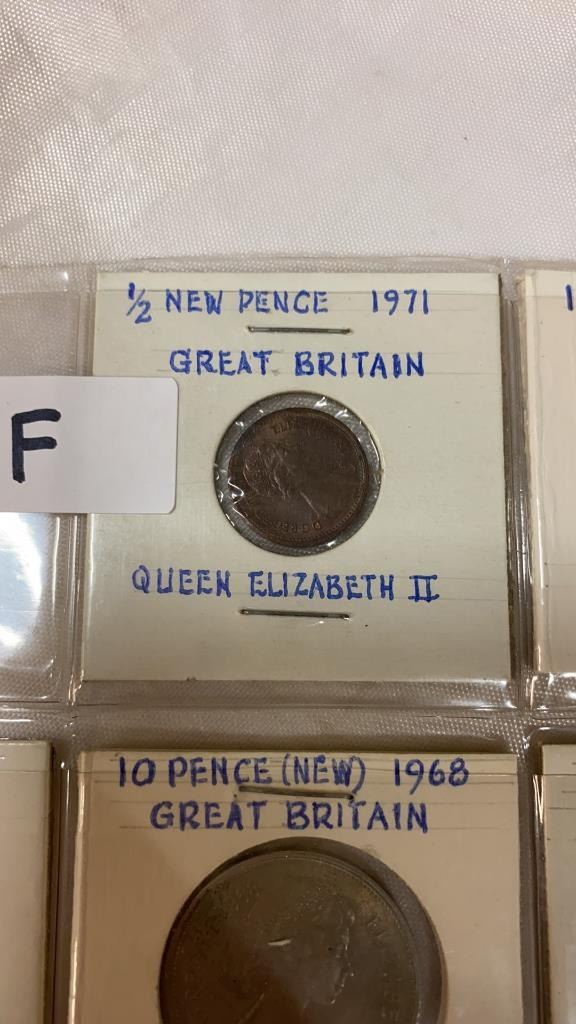 ½ NEW PENCE 1971
GREAT BRITAIN
F
QUEEN ELIZABETH II
10 PENCE (NEW) 1968
GREAT BRITAIN